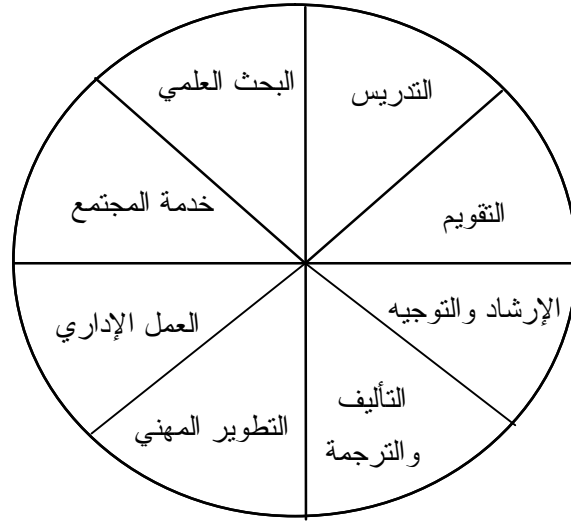 البحث العلمي
التدريس
خدمة المجتمع
التقويم
العمل الإداري
الإرشاد والتوجيه
التطوير المهني
التأليف
والترجمة